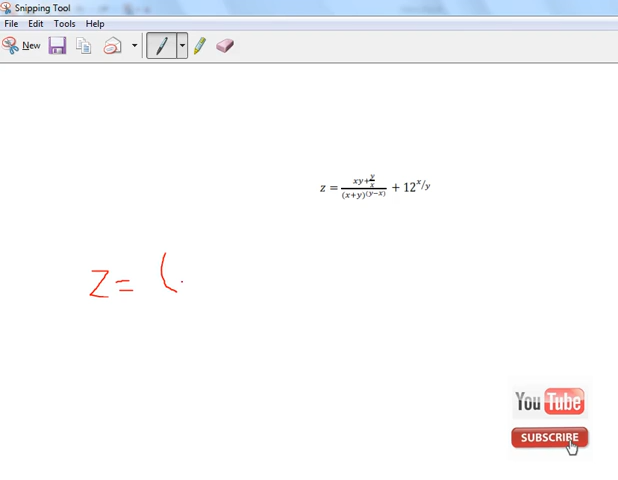 Snipping Tool
File Edit Tools Help
New
z = (xy + y/x)/(x+y)^(y−x) + 12^x/y
Z = (
You Tube
SUBSCRIBE